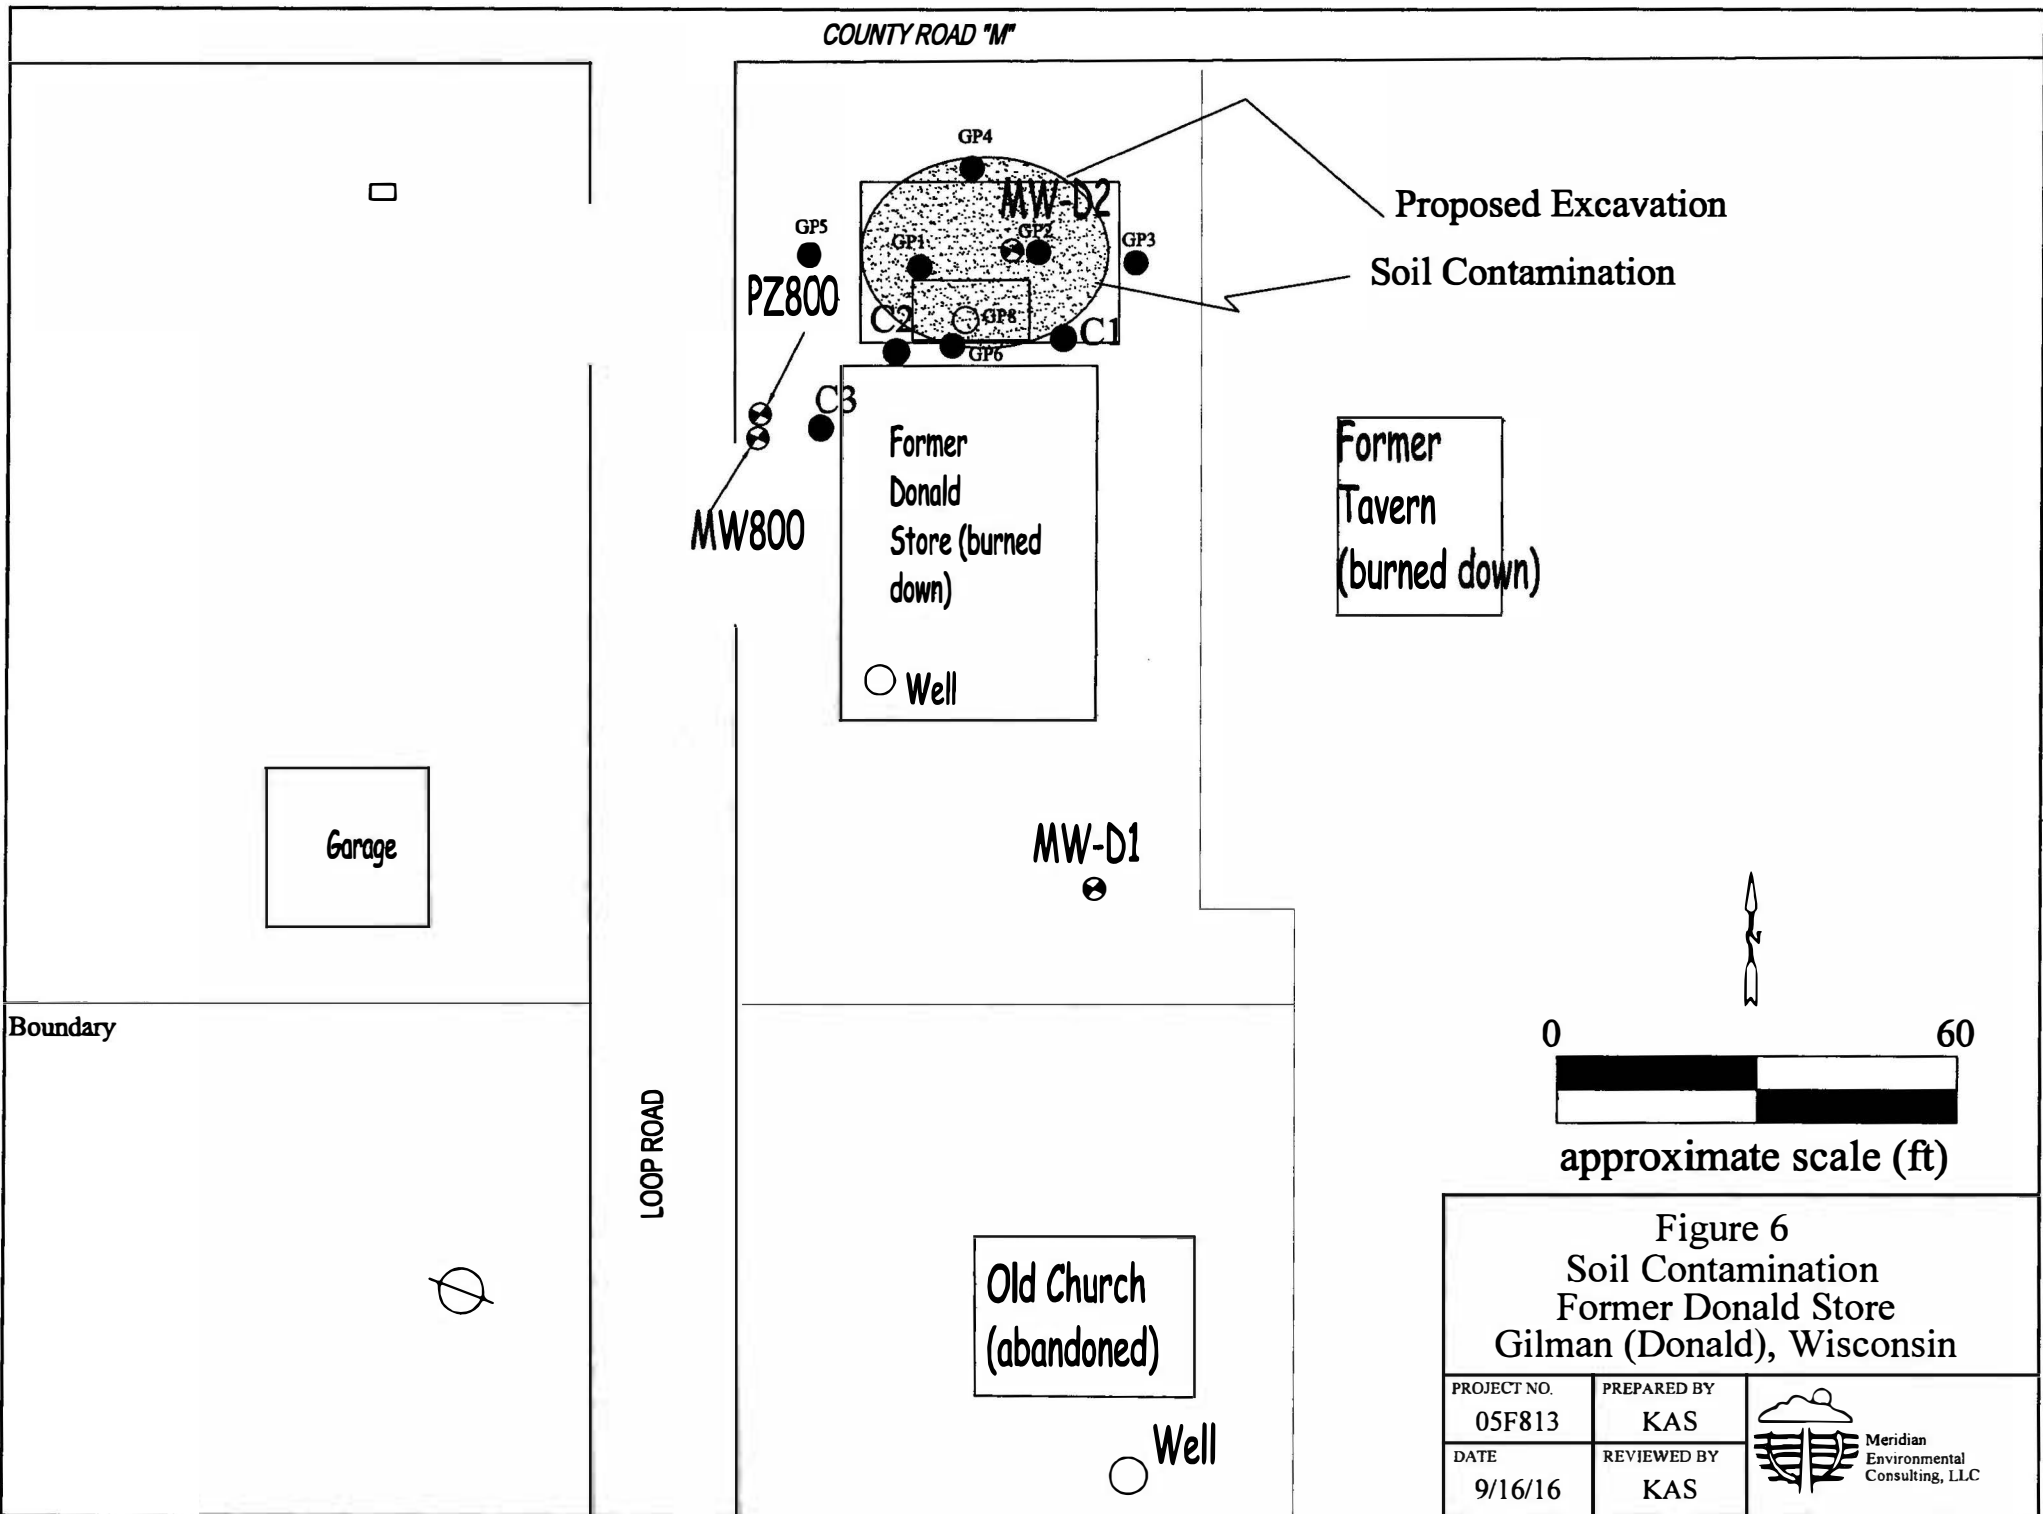 COUNTY ROAD "M"
GP4
MW-D2
Proposed Excavation
GP5
GP1
GP2
GP3
Soil Contamination
PZ800
C2
GP8
C1
GP6
C3
Former
Donald
Store (burned
down)
MW800
Former
Tavern
(burned down)
Well
Garage
MW-D1
N
Boundary
0 60
approximate scale (ft)
LOOP ROAD
Old Church
(abandoned)
Well
Figure 6
Soil Contamination
Former Donald Store
Gilman (Donald), Wisconsin
PROJECT NO.
05F813
PREPARED BY
KAS
DATE
9/16/16
REVIEWED BY
KAS
Meridian
Environmental
Consulting, LLC